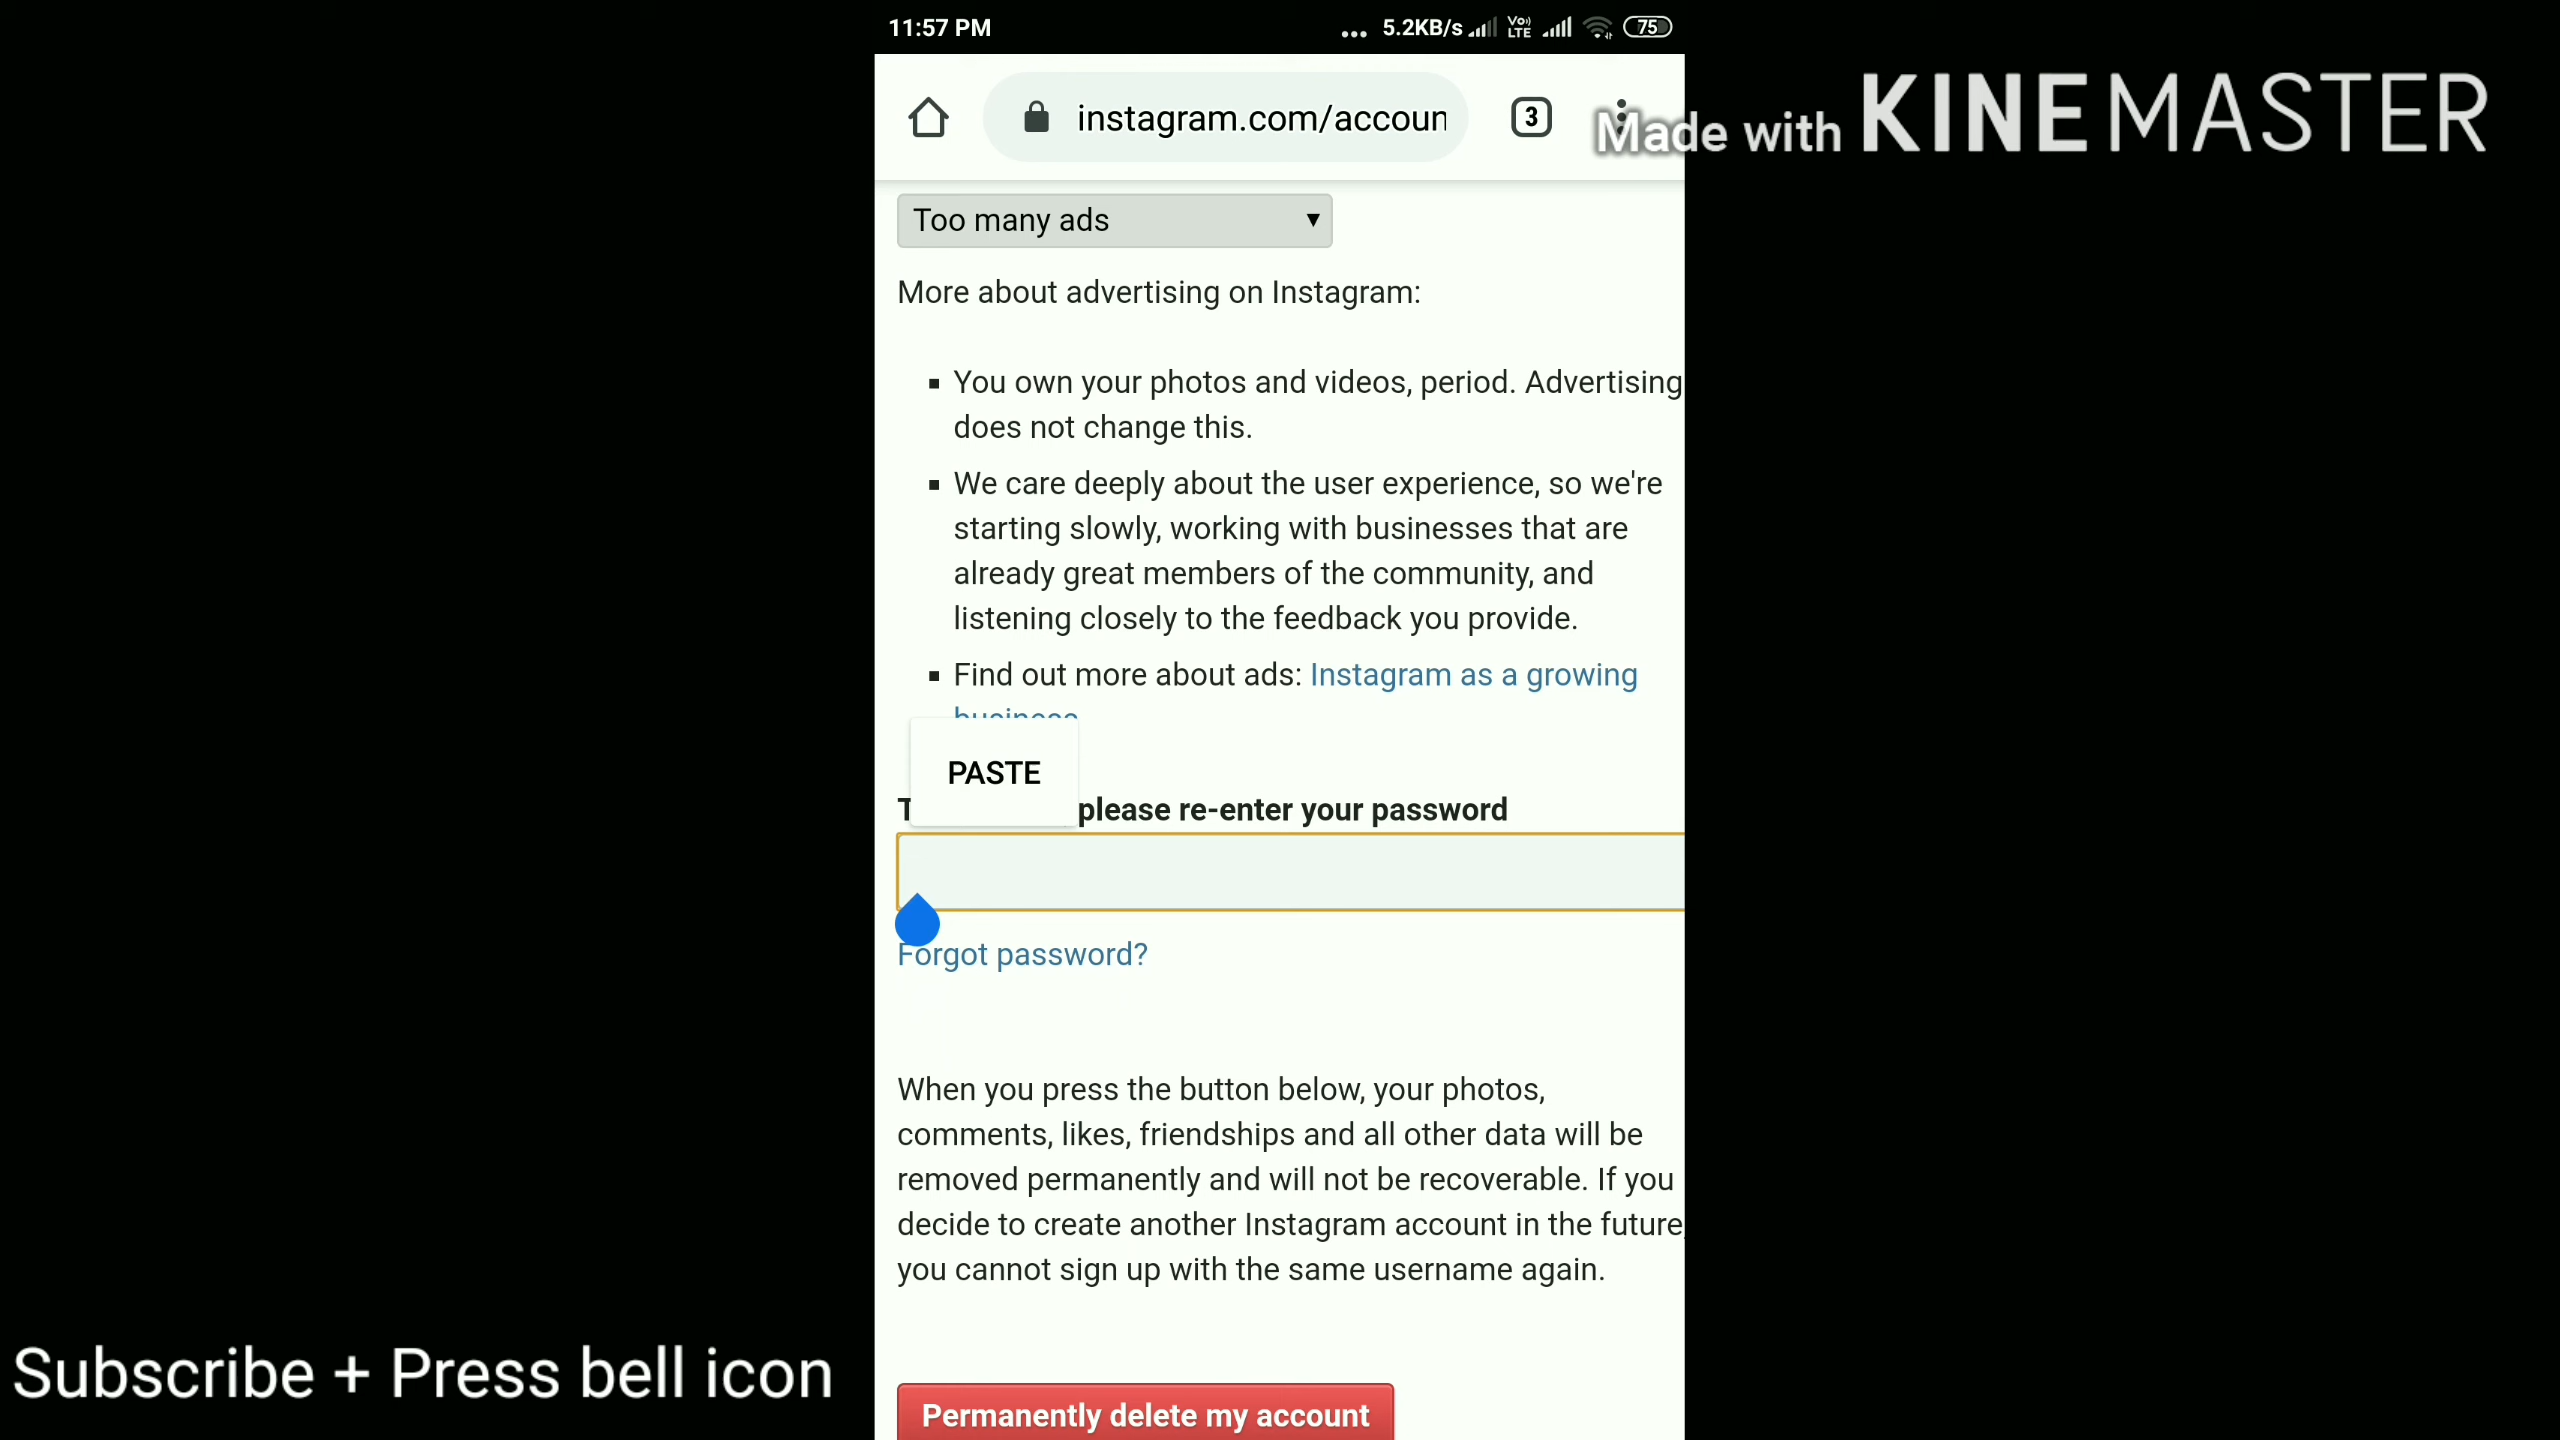 11:57 PM
... 5.2KB/s Vo) LTE 75
instagram.com/accoun
3
Made with KINEMASTER
Too many ads
More about advertising on Instagram:
You own your photos and videos, period. Advertising
does not change this.
We care deeply about the user experience, so we're
starting slowly, working with businesses that are
already great members of the community, and
listening closely to the feedback you provide.
Find out more about ads: Instagram as a growing
PASTE
please re-enter your password
Forgot password?
When you press the button below, your photos,
comments, likes, friendships and all other data will be
removed permanently and will not be recoverable. If you
decide to create another Instagram account in the future,
you cannot sign up with the same username again.
Subscribe + Press bell icon
Permanently delete my account